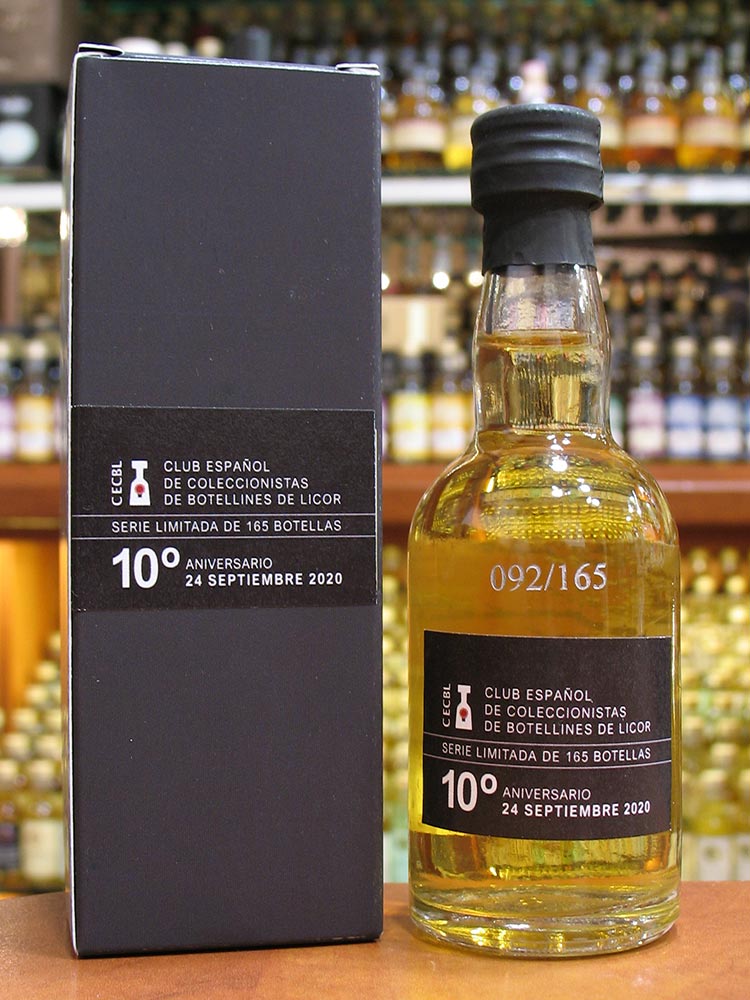 CECBL
CLUB ESPAÑOL
DE COLECCIONISTAS
DE BOTELLINES DE LICOR
SERIE LIMITADA DE 165 BOTELLAS
10º ANIVERSARIO
24 SEPTIEMBRE 2020
092/165
CECBL
CLUB ESPAÑOL
DE COLECCIONISTAS
DE BOTELLINES DE LICOR
SERIE LIMITADA DE 165 BOTELLAS
10º ANIVERSARIO
24 SEPTIEMBRE 2020